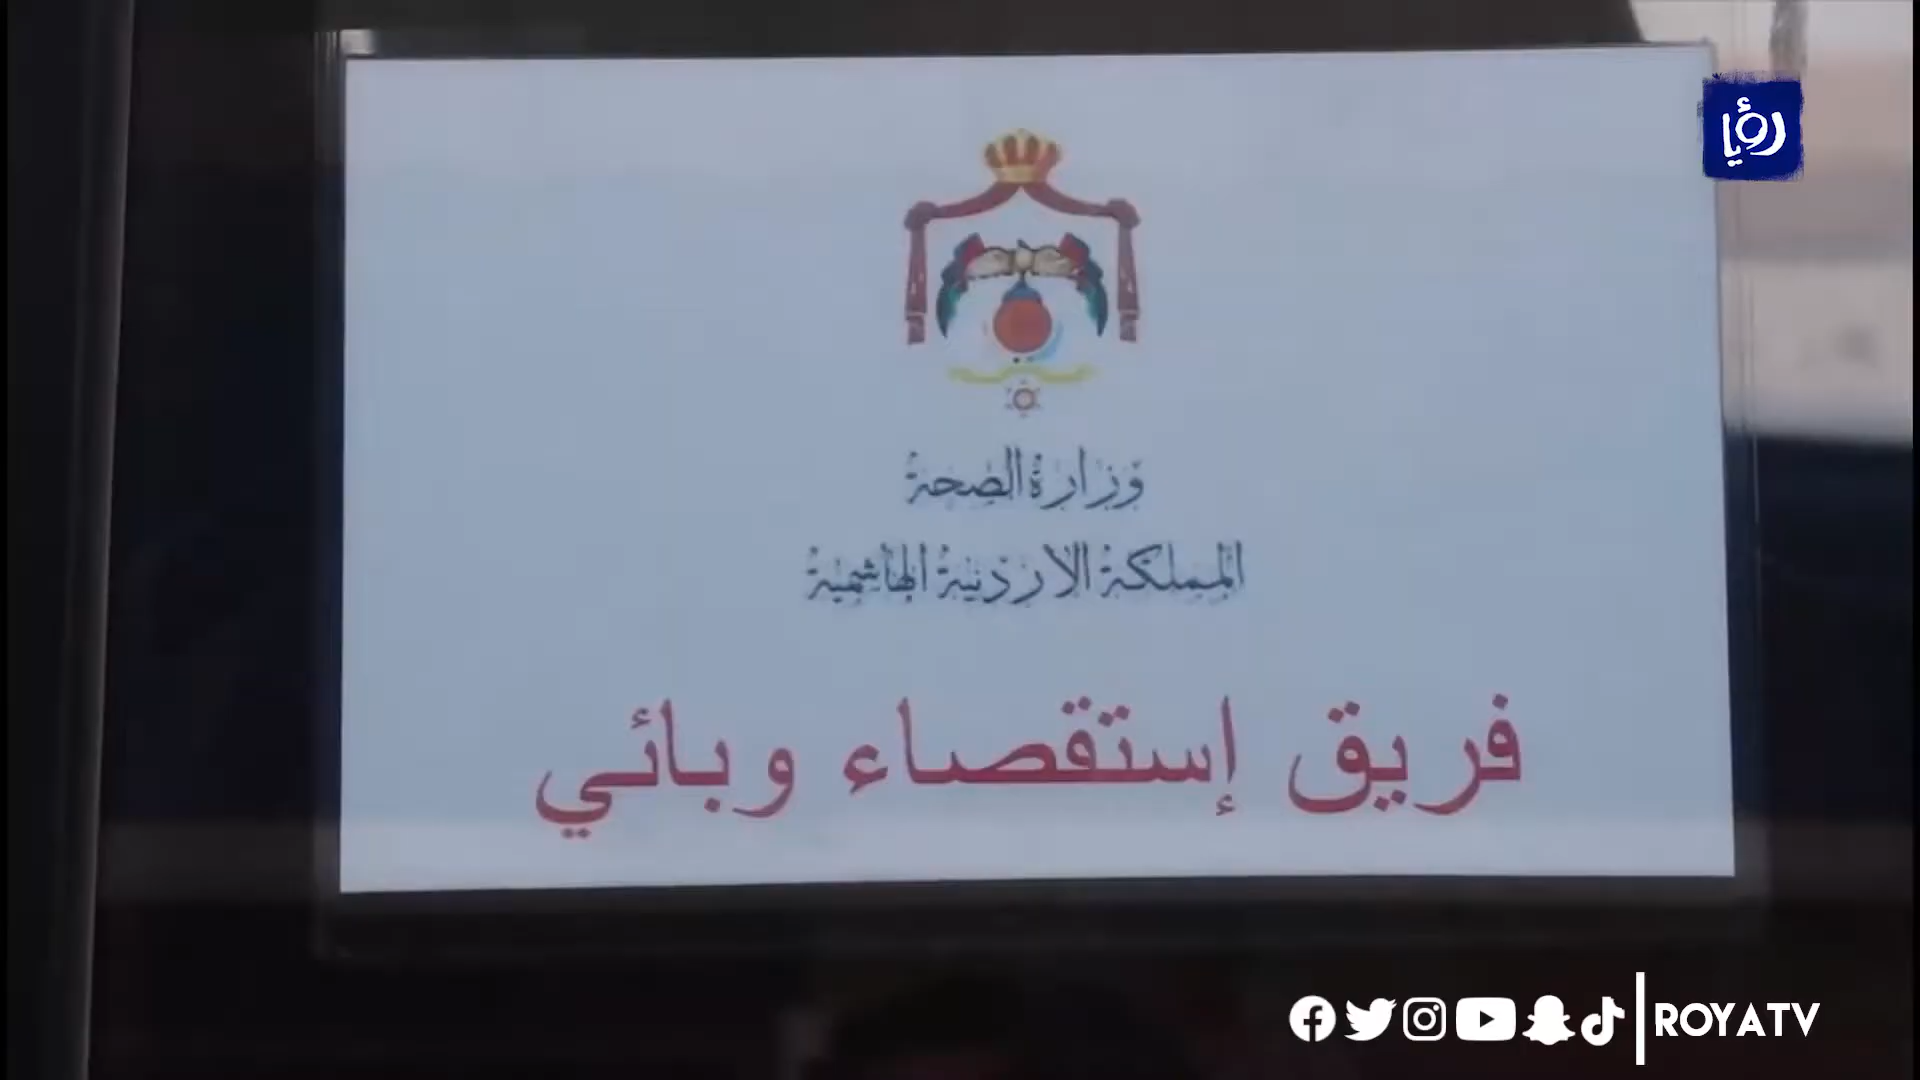 رؤيا
وزارة الصحة
المملكة الاردنية الهاشمية
فريق إستقصاء وبائي
ROYATV